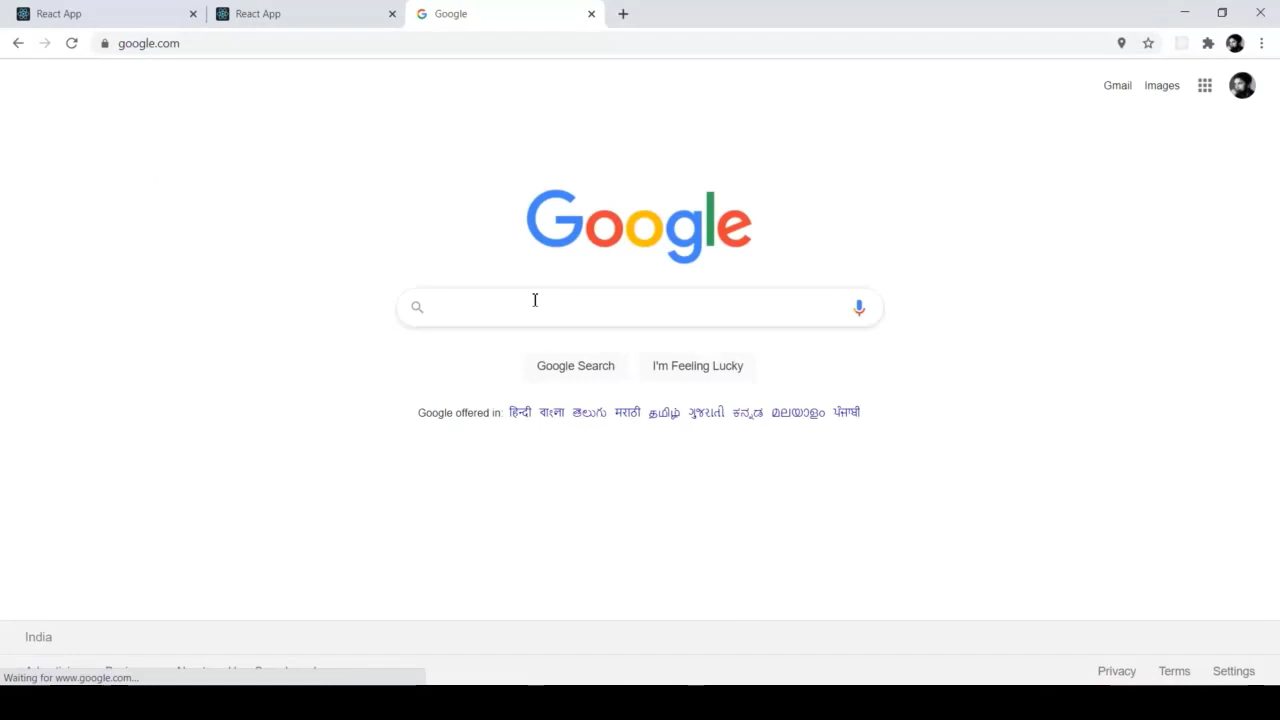 React App
React App
Google
google.com
Gmail Images
Google
Google Search
I'm Feeling Lucky
Google offered in: हिन्दी বাংলা తెలుగు मराठी தமிழ் ગુજરાતી ಕನ್ನಡ മലയാളം ਪੰਜਾਬੀ
India
Waiting for www.google.com...
Privacy Terms Settings